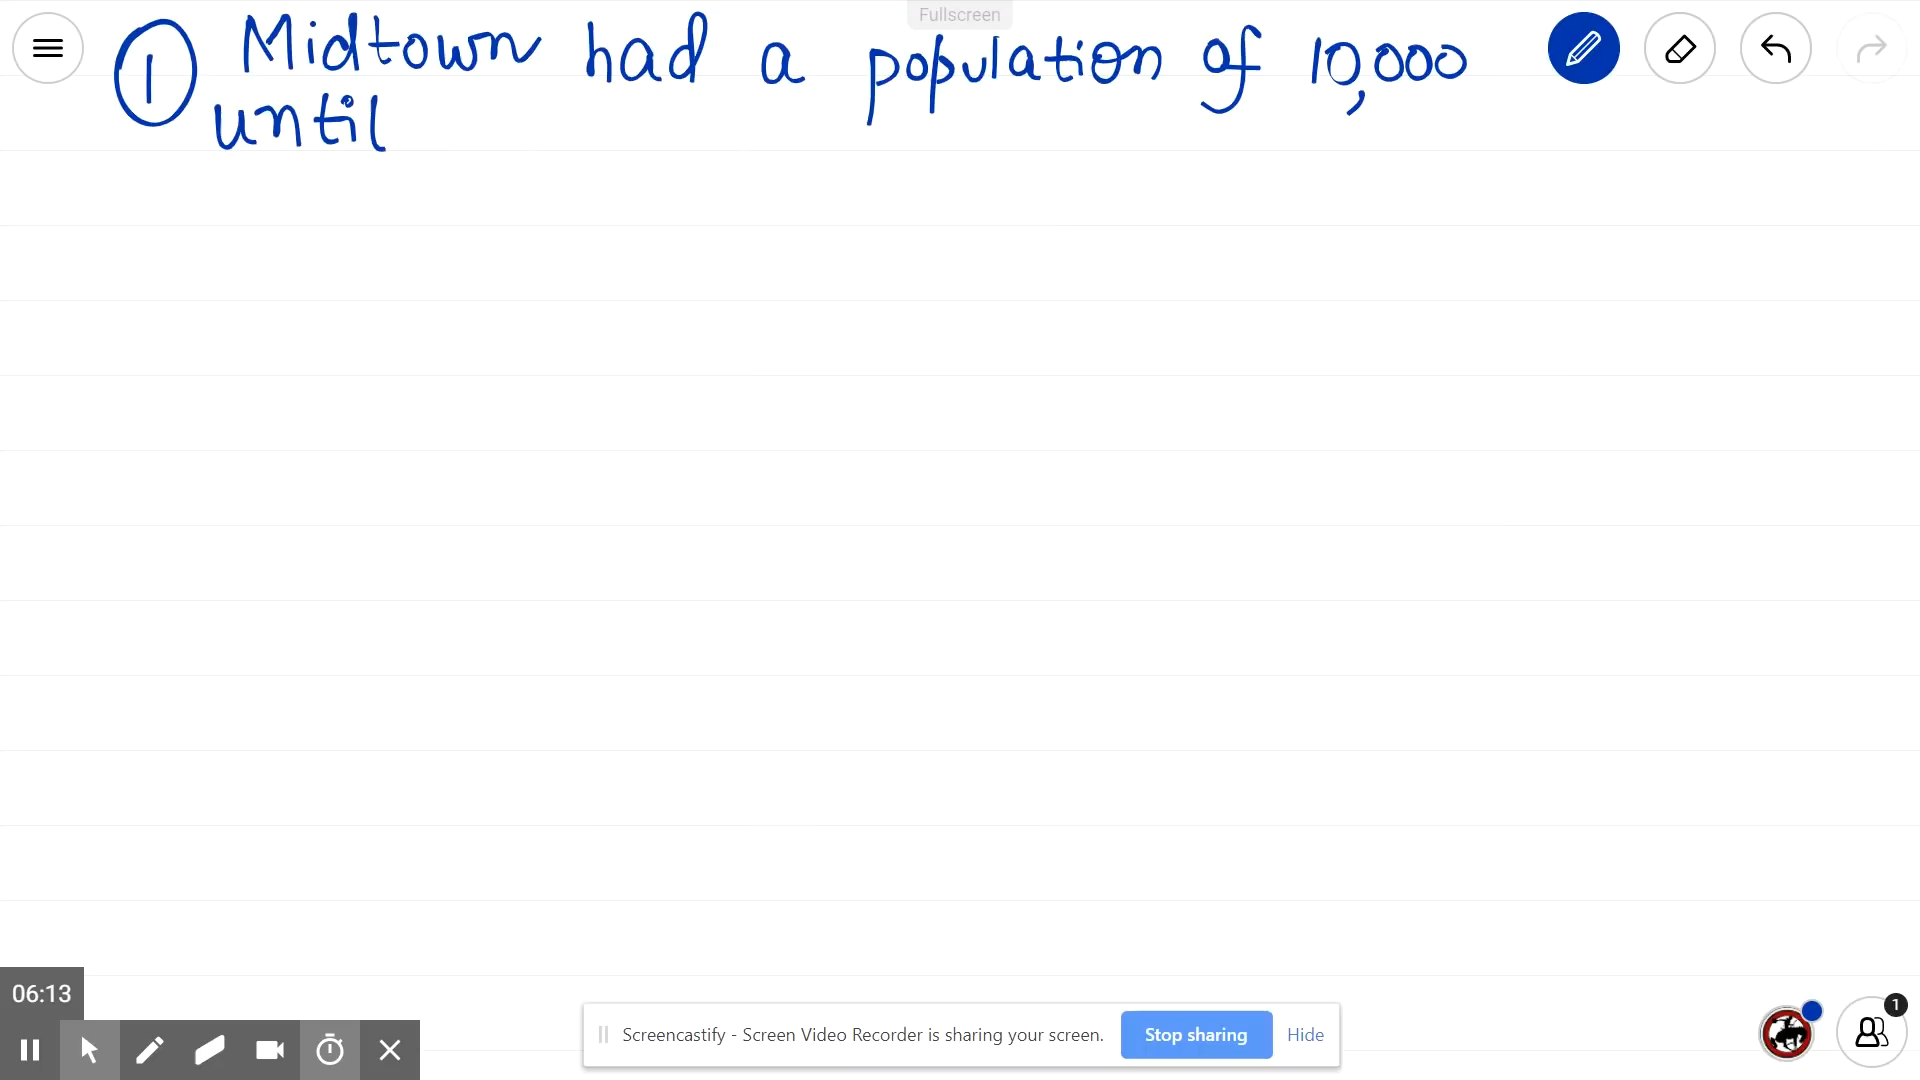 Fullscreen
① Midtown had a population of 10,000
until
06:13
Screencastify - Screen Video Recorder is sharing your screen. Stop sharing Hide
1